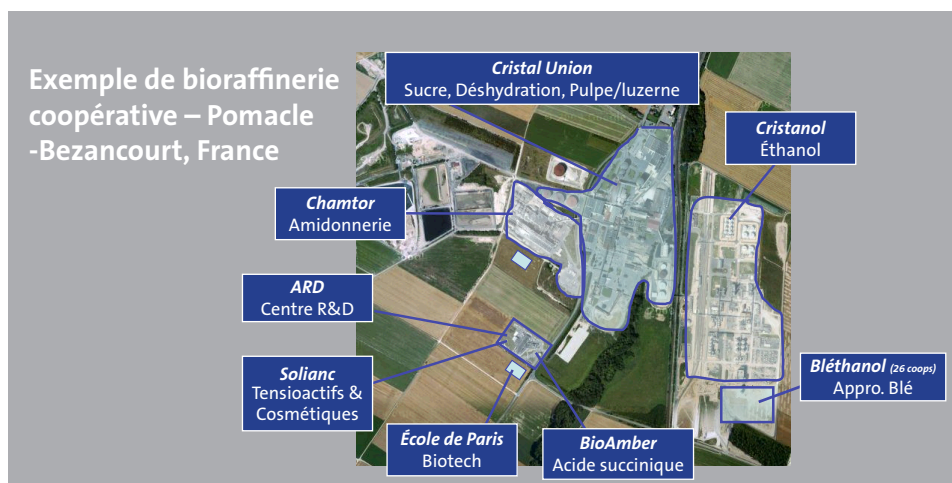 Exemple de bioraffinerie
coopérative – Pomacle
-Bezancourt, France
Cristal Union
Sucre, Déshydration, Pulpe/luzerne
Cristanol
Éthanol
Chamtor
Amidonnerie
ARD
Centre R&D
Solianc
Tensioactifs &
Cosmétiques
École de Paris
Biotech
BioAmber
Acide succinique
Bléthanol (26 coops)
Appro. Blé